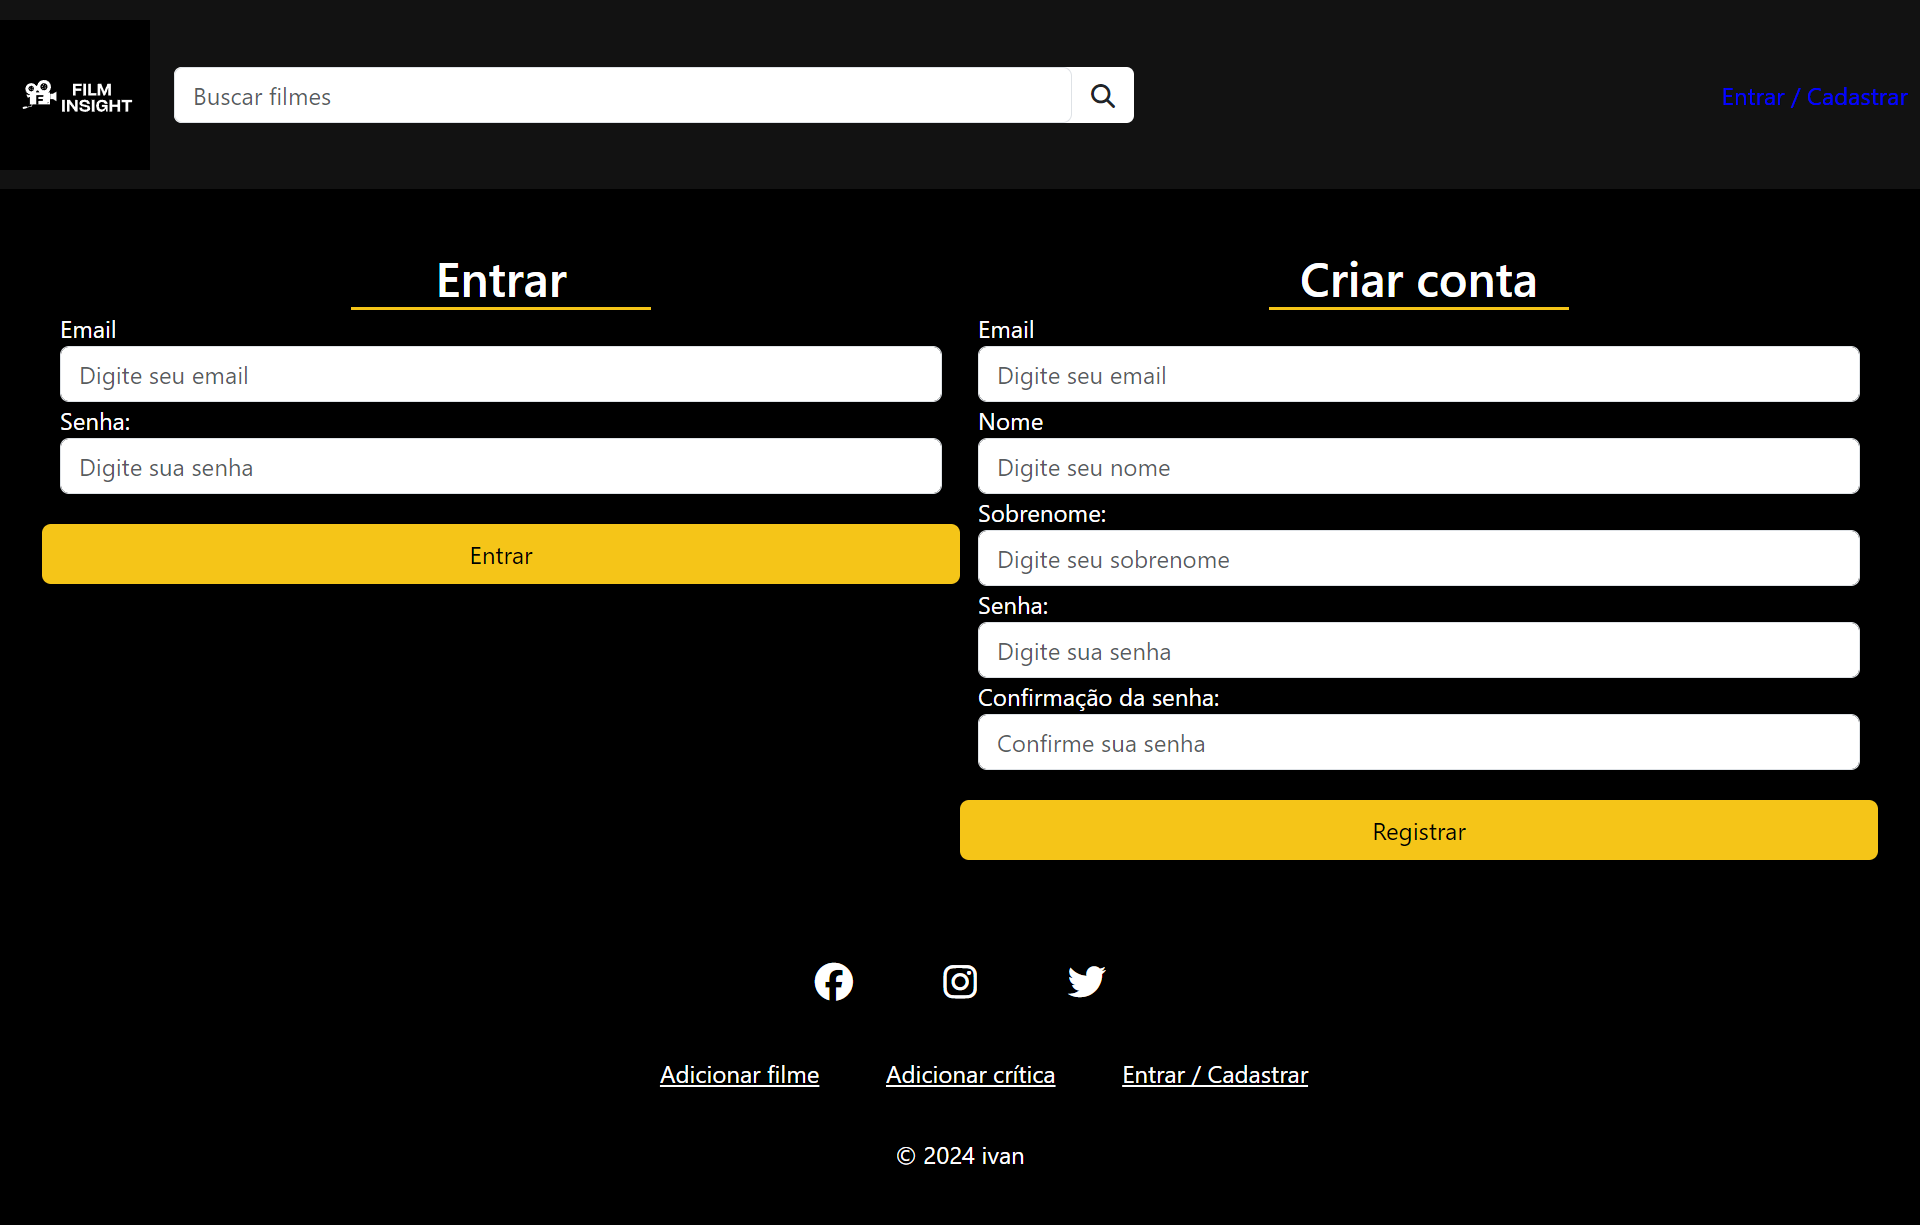 FILM
INSIGHT
Buscar filmes
Entrar / Cadastrar
Entrar
Email
Digite seu email
Senha:
Digite sua senha
Entrar
Criar conta
Email
Digite seu email
Nome
Digite seu nome
Sobrenome:
Digite seu sobrenome
Senha:
Digite sua senha
Confirmação da senha:
Confirme sua senha
Registrar
Adicionar filme
Adicionar crítica
Entrar / Cadastrar
© 2024 ivan